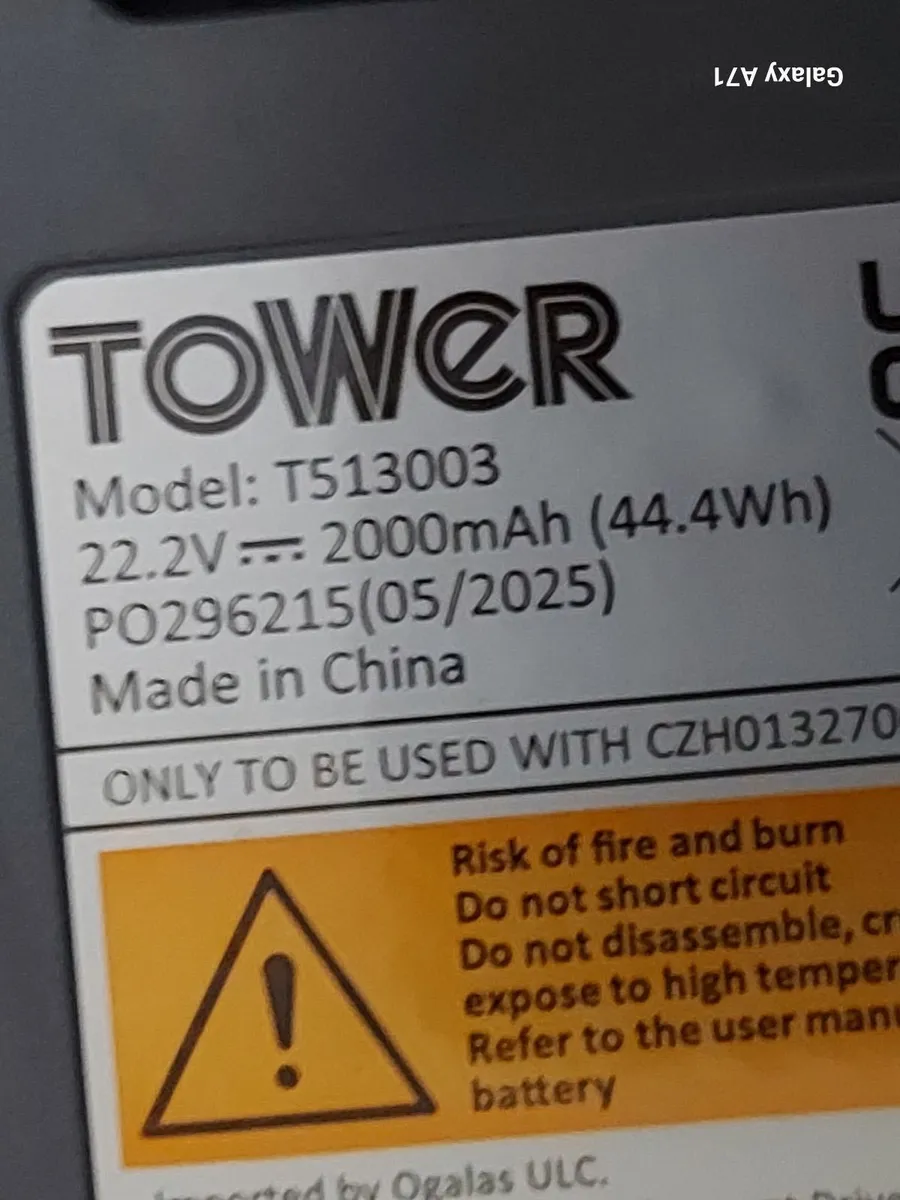 Galaxy A71
TOWER
Model: T513003
22.2V 2000mAh (44.4Wh)
PO296215(05/2025)
Made in China
ONLY TO BE USED WITH CZH013270
Risk of fire and burn
Do not short circuit
Do not disassemble,
expose to high
Refer to the user
battery
Imported by Ogalas ULC.